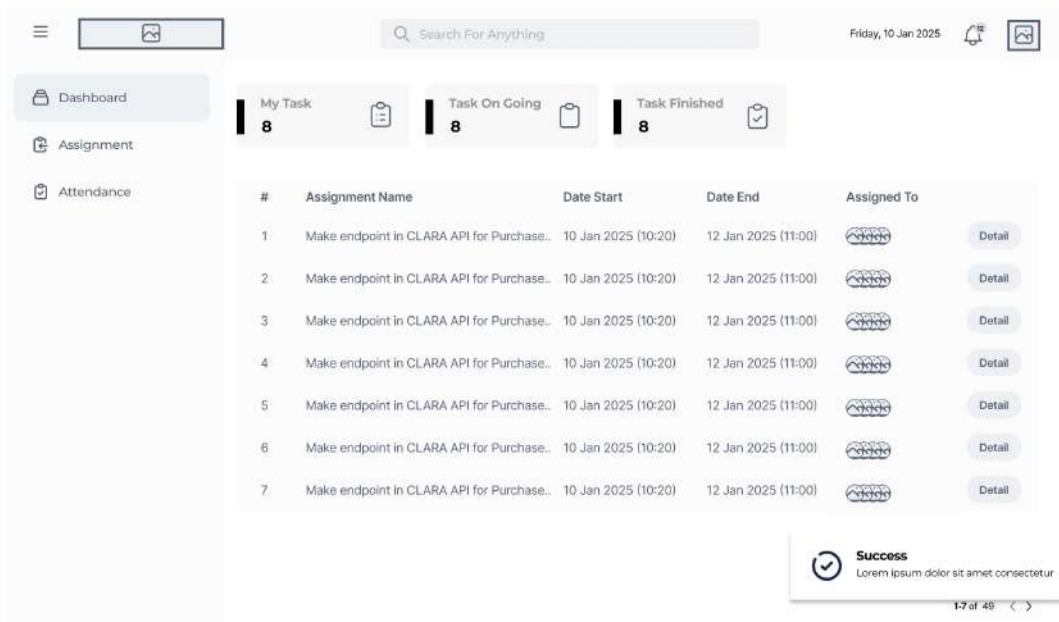 Search For Anything
Friday, 10 Jan 2025
Dashboard
Assignment
Attendance
My Task
8
Task On Going
8
Task Finished
8
# Assignment Name Date Start Date End Assigned To
1 Make endpoint in CLARA API for Purchase.. 10 Jan 2025 (10:20) 12 Jan 2025 (11:00) Detail
2 Make endpoint in CLARA API for Purchase.. 10 Jan 2025 (10:20) 12 Jan 2025 (11:00) Detail
3 Make endpoint in CLARA API for Purchase.. 10 Jan 2025 (10:20) 12 Jan 2025 (11:00) Detail
4 Make endpoint in CLARA API for Purchase.. 10 Jan 2025 (10:20) 12 Jan 2025 (11:00) Detail
5 Make endpoint in CLARA API for Purchase.. 10 Jan 2025 (10:20) 12 Jan 2025 (11:00) Detail
6 Make endpoint in CLARA API for Purchase.. 10 Jan 2025 (10:20) 12 Jan 2025 (11:00) Detail
7 Make endpoint in CLARA API for Purchase.. 10 Jan 2025 (10:20) 12 Jan 2025 (11:00) Detail
Success
Lorem ipsum dolor sit amet consectetur
1-7 of 49